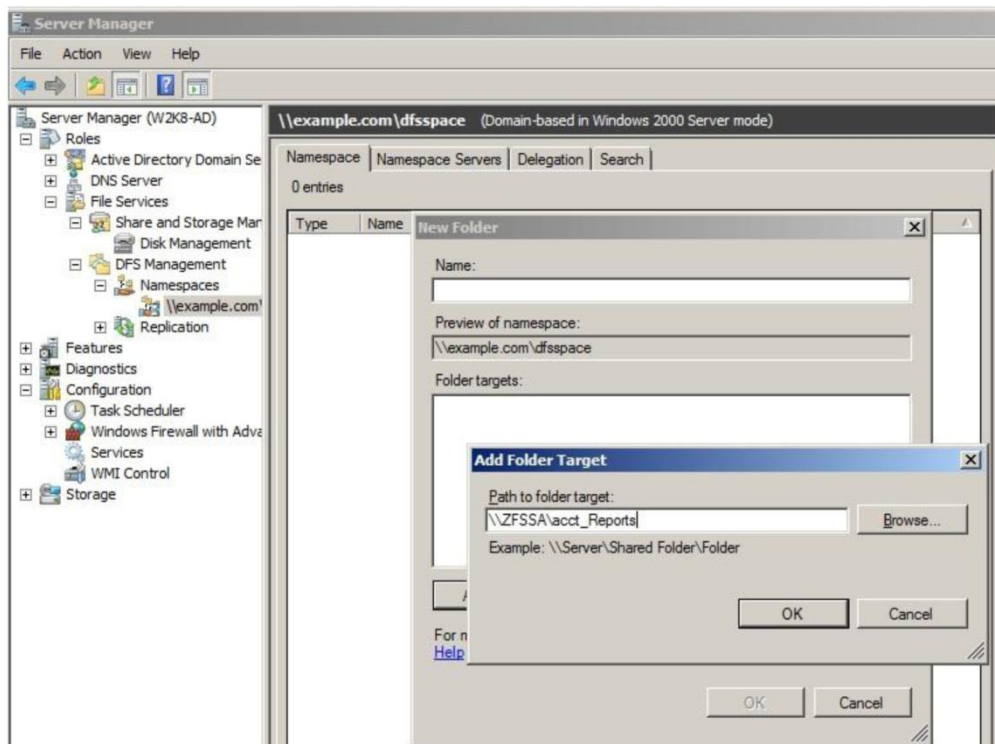 Server Manager
File Action View Help
Server Manager (W2K8-AD)
Roles
Active Directory Domain Se
DNS Server
File Services
Share and Storage Man
Disk Management
DFS Management
Namespaces
\\example.com\
Replication
Features
Diagnostics
Configuration
Task Scheduler
Windows Firewall with Adva
Services
WMI Control
Storage
\\example.com\dfsspace (Domain-based in Windows 2000 Server mode)
Namespace Namespace Servers Delegation Search
0 entries
Type Name
New Folder
Name:
Preview of namespace:
\\example.com\dfsspace
Folder targets:
Add Folder Target
Path to folder target:
\\ZFSSA\acct_Reports
Browse...
Example: \\Server\Shared Folder\Folder
OK Cancel
For
Help
OK Cancel